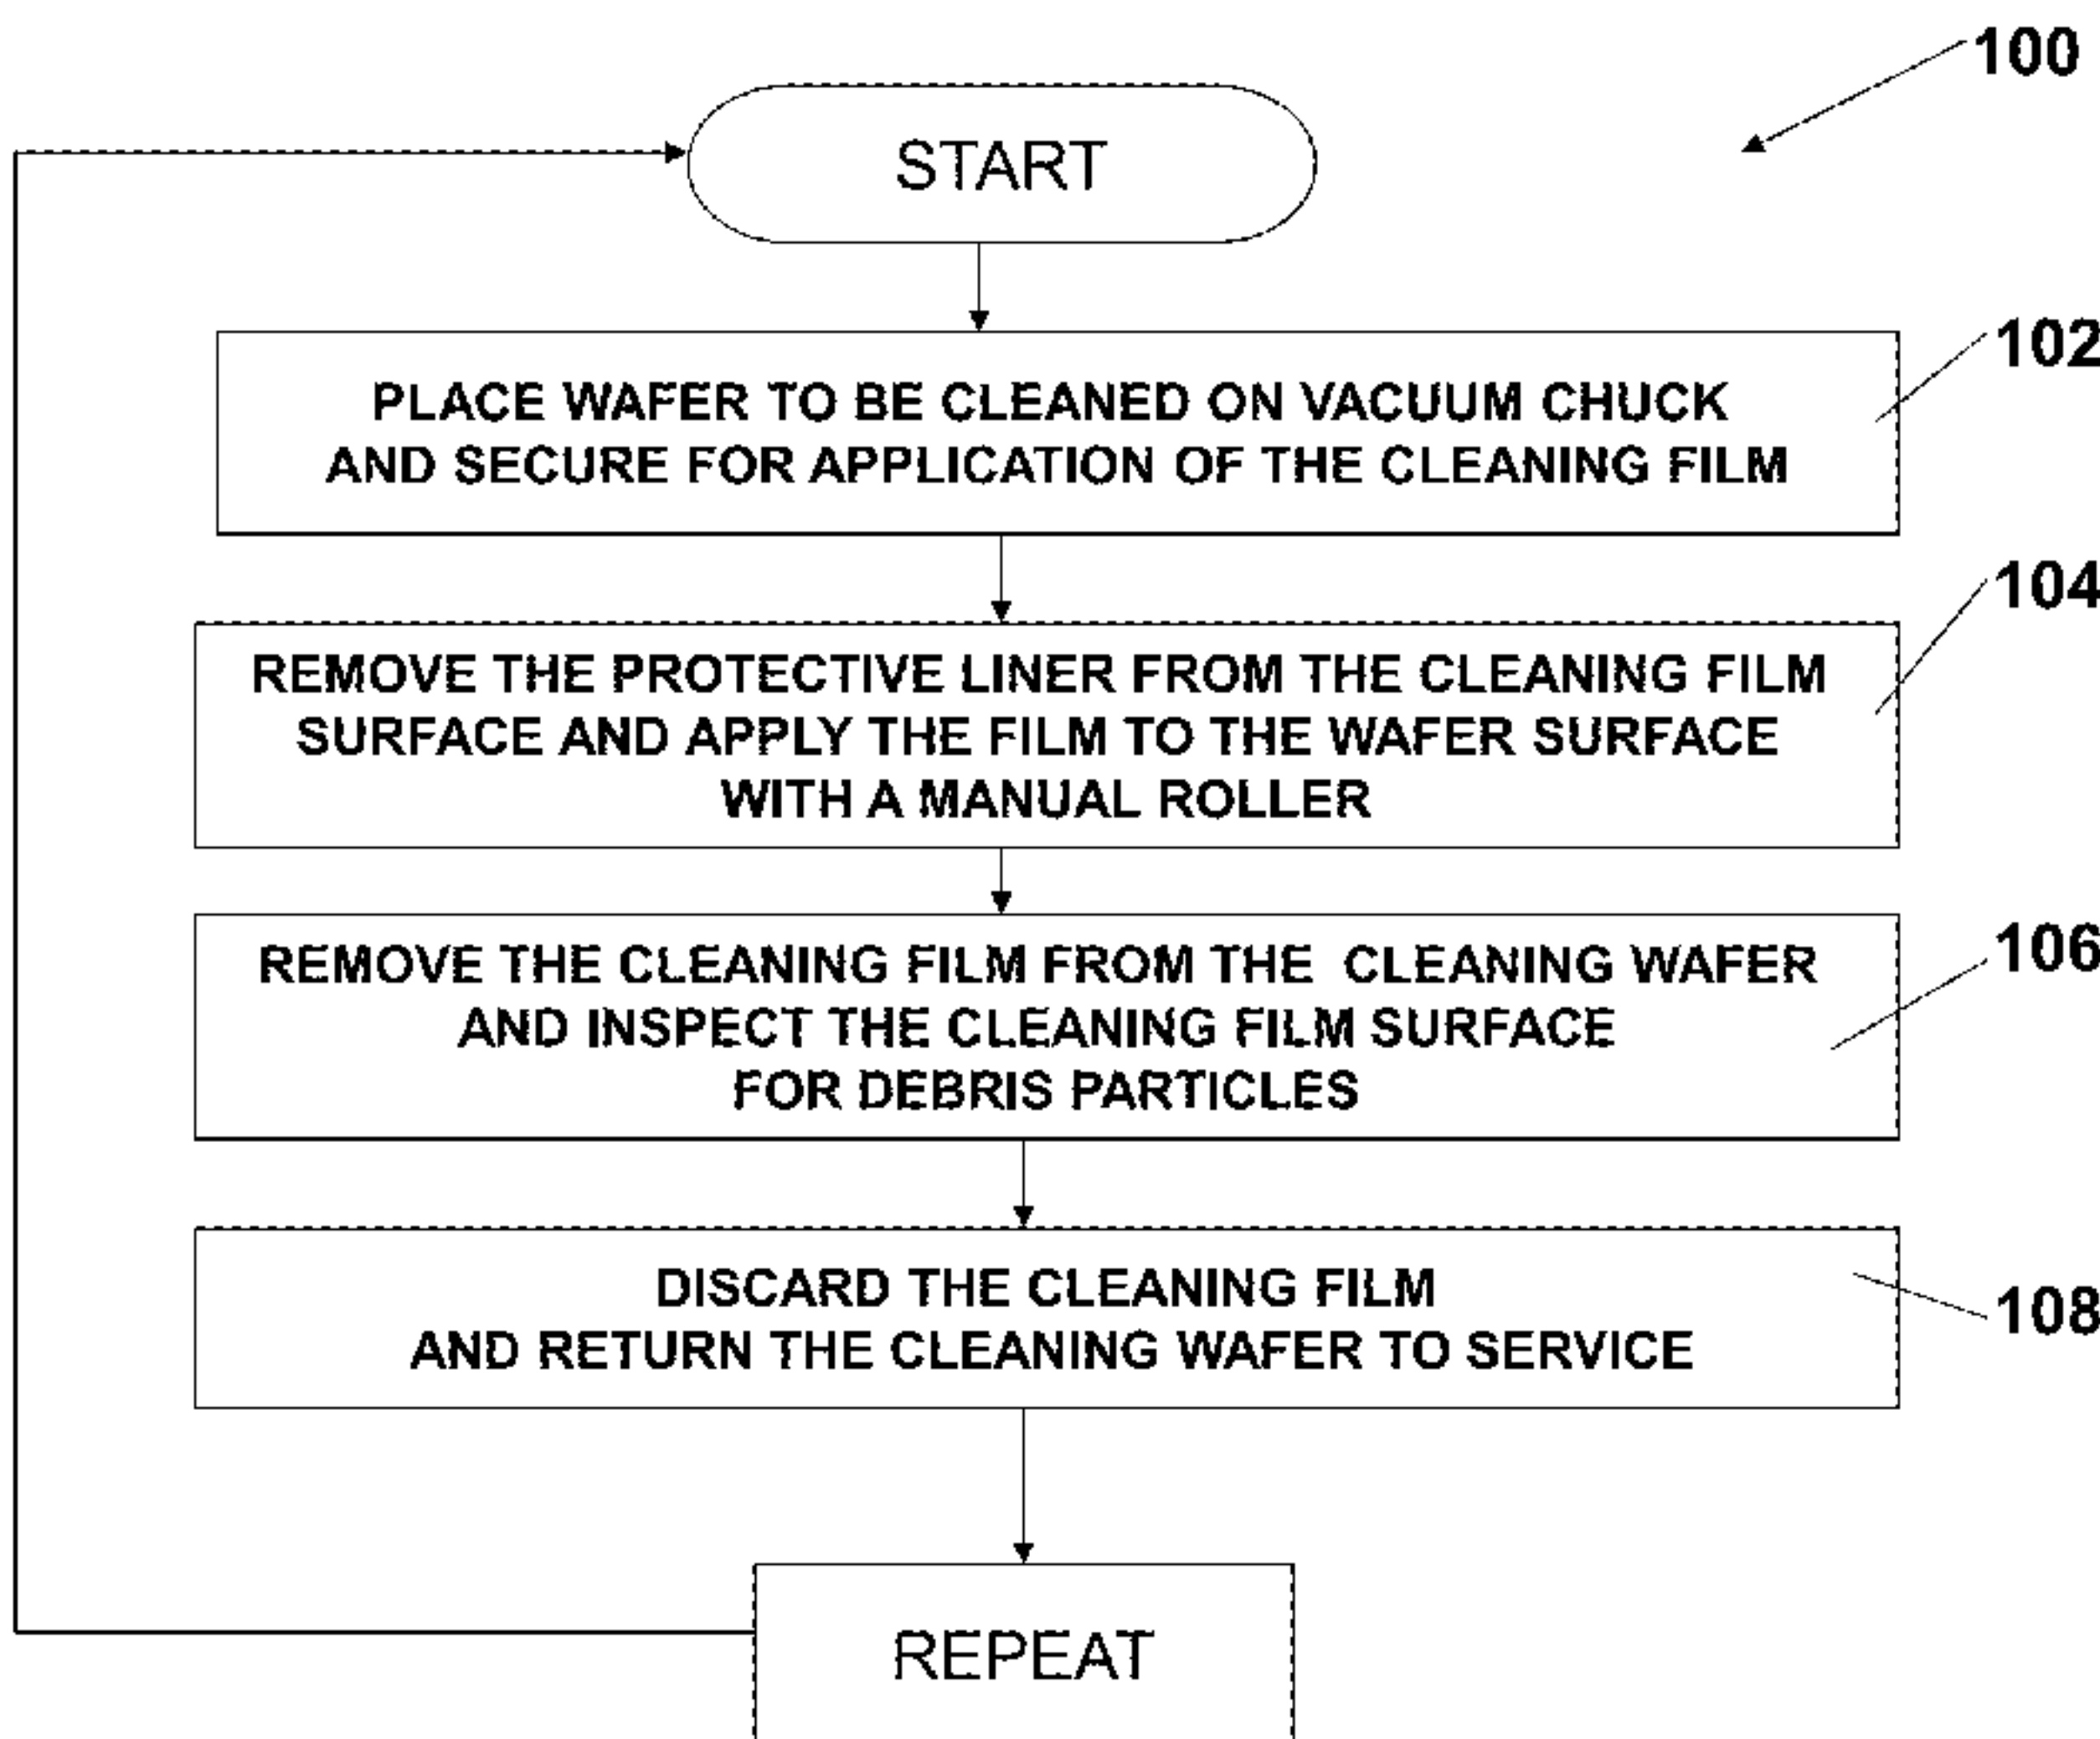 100
START
102
PLACE WAFER TO BE CLEANED ON VACUUM CHUCK
AND SECURE FOR APPLICATION OF THE CLEANING FILM
104
REMOVE THE PROTECTIVE LINER FROM THE CLEANING FILM
SURFACE AND APPLY THE FILM TO THE WAFER SURFACE
WITH A MANUAL ROLLER
106
REMOVE THE CLEANING FILM FROM THE CLEANING WAFER
AND INSPECT THE CLEANING FILM SURFACE
FOR DEBRIS PARTICLES
108
DISCARD THE CLEANING FILM
AND RETURN THE CLEANING WAFER TO SERVICE
REPEAT